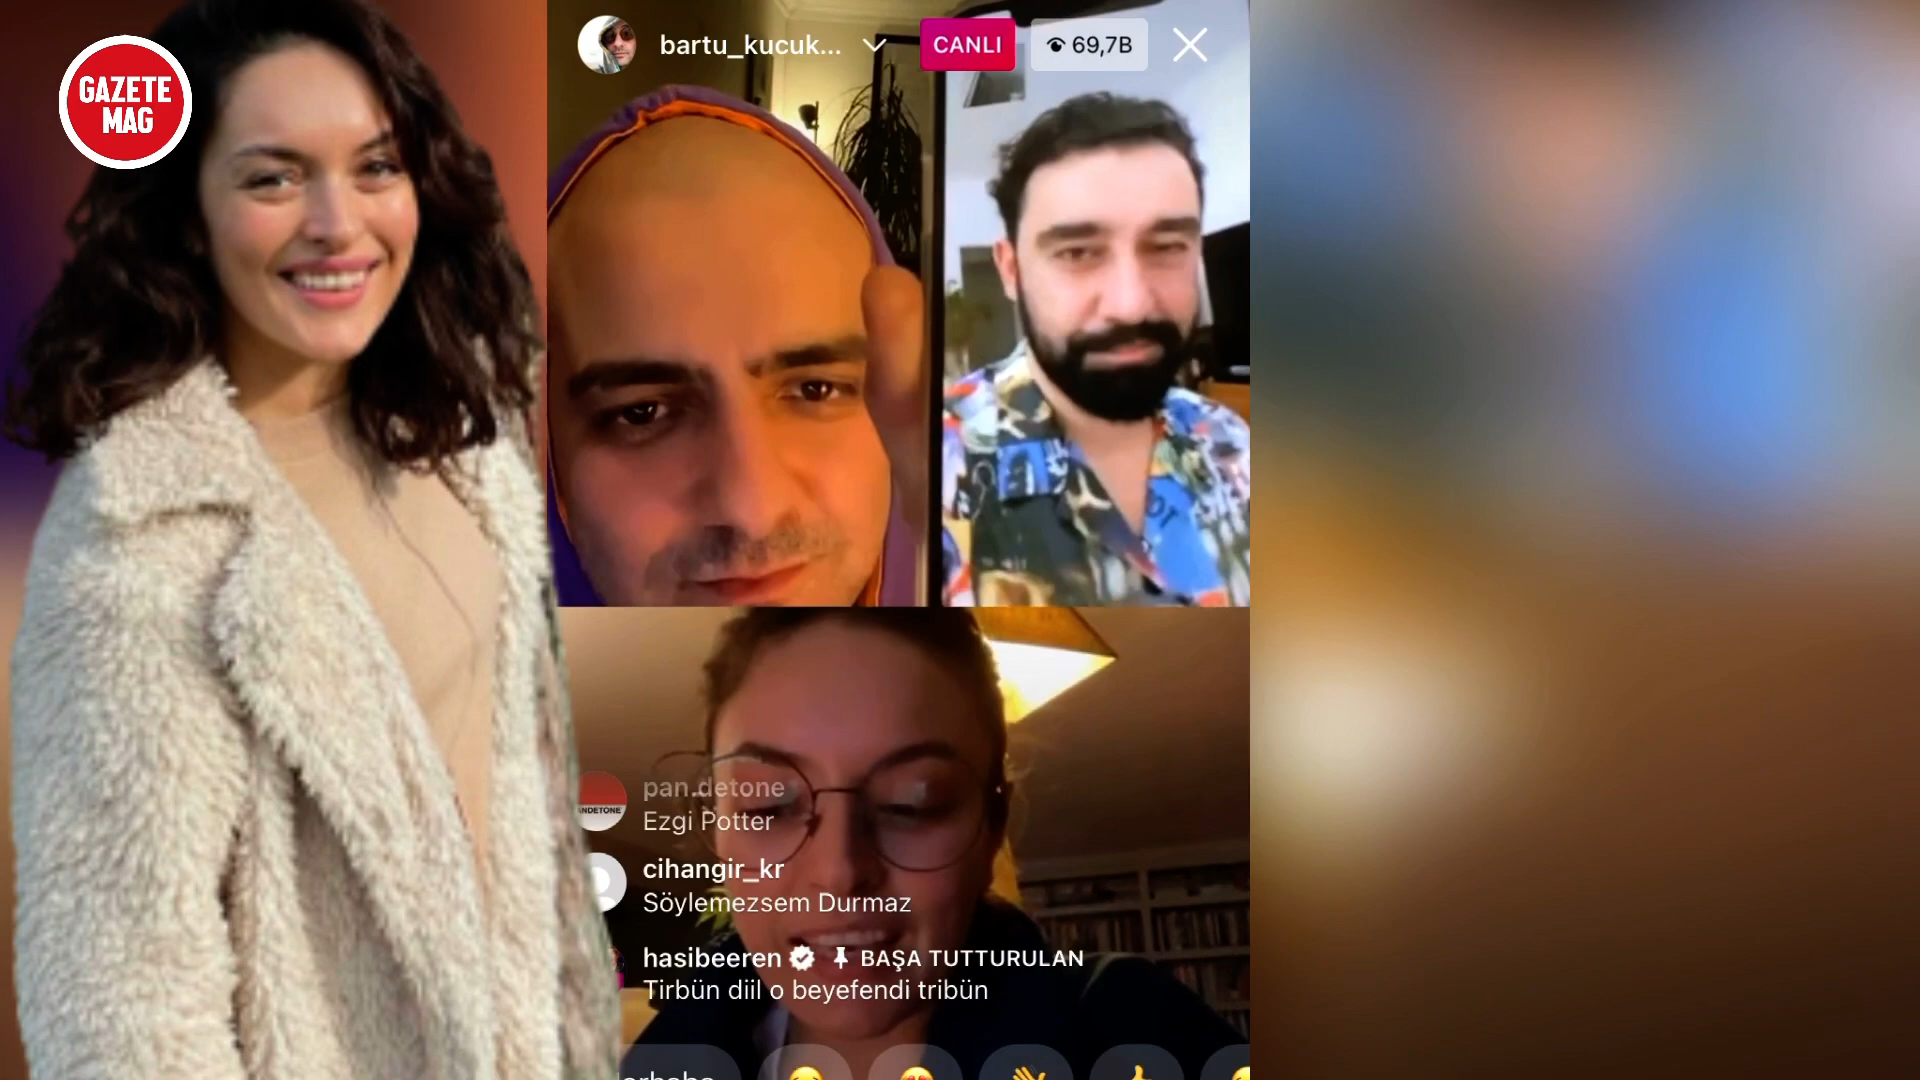 GAZETE
MAG
bartu_kucuk...
CANLI
69,7B
ANDETONE
pan.detone
Ezgi Potter
cihangir_kr
Söylemezsem Durmaz
hasibeeren
BAŞA TUTTURULAN
Tirbün diil o beyefendi tribün